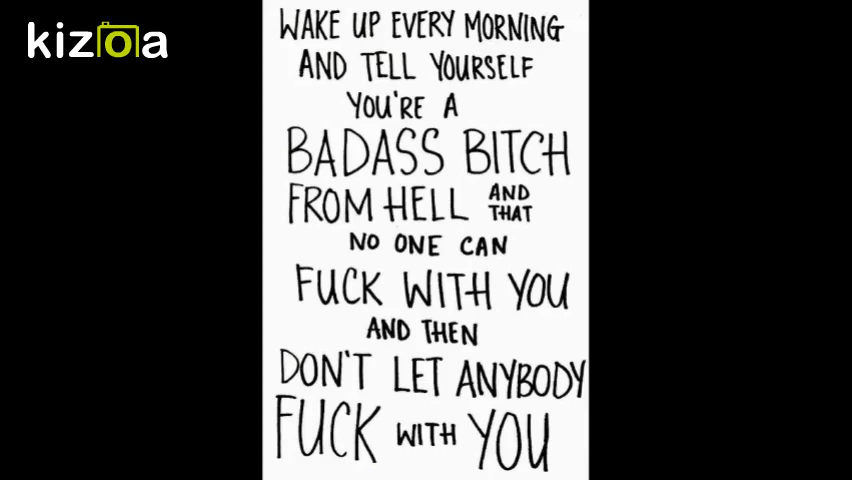 kizoa
WAKE UP EVERY MORNING
AND TELL YOURSELF
YOU'RE A
BADASS BITCH
FROM HELL AND THAT
NO ONE CAN
FUCK WITH YOU
AND THEN
DON'T LET ANYBODY
FUCK WITH YOU